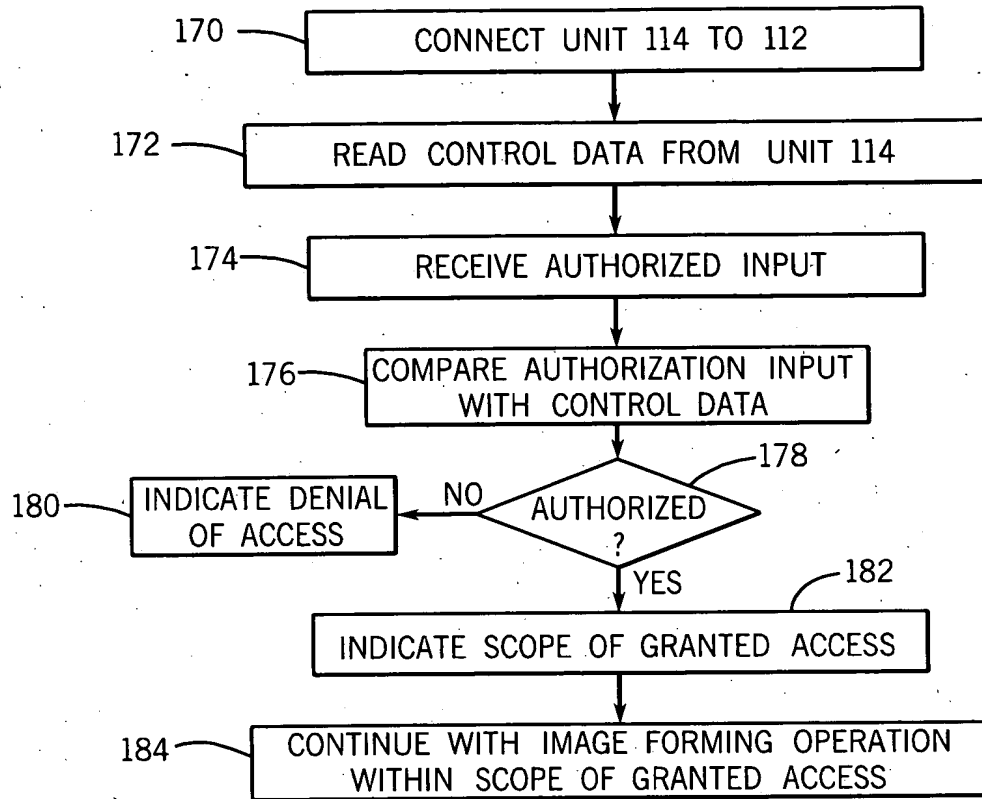 170
CONNECT UNIT 114 TO 112
172
READ CONTROL DATA FROM UNIT 114
174
RECEIVE AUTHORIZED INPUT
176
COMPARE AUTHORIZATION INPUT
WITH CONTROL DATA
178
180
INDICATE DENIAL
OF ACCESS
NO
AUTHORIZED
?
YES
182
INDICATE SCOPE OF GRANTED ACCESS
184
CONTINUE WITH IMAGE FORMING OPERATION
WITHIN SCOPE OF GRANTED ACCESS